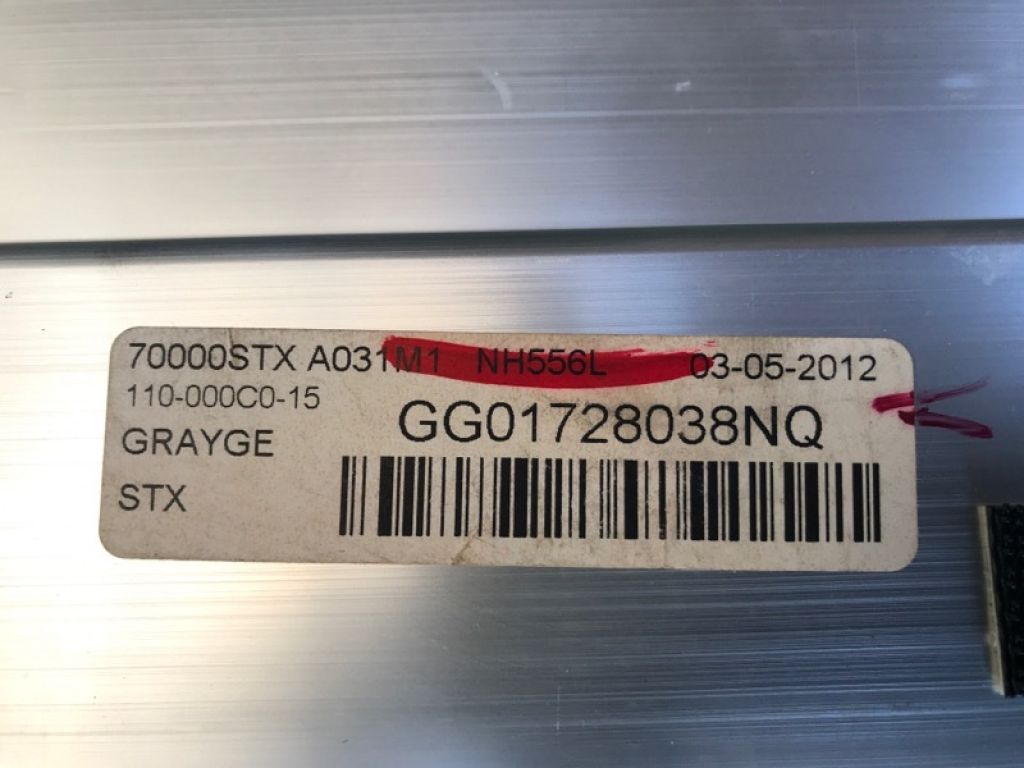 70000STX A031M1 NH556L 03-05-2012
110-000C0-15
GG01728038NQ
GRAYGE
STX